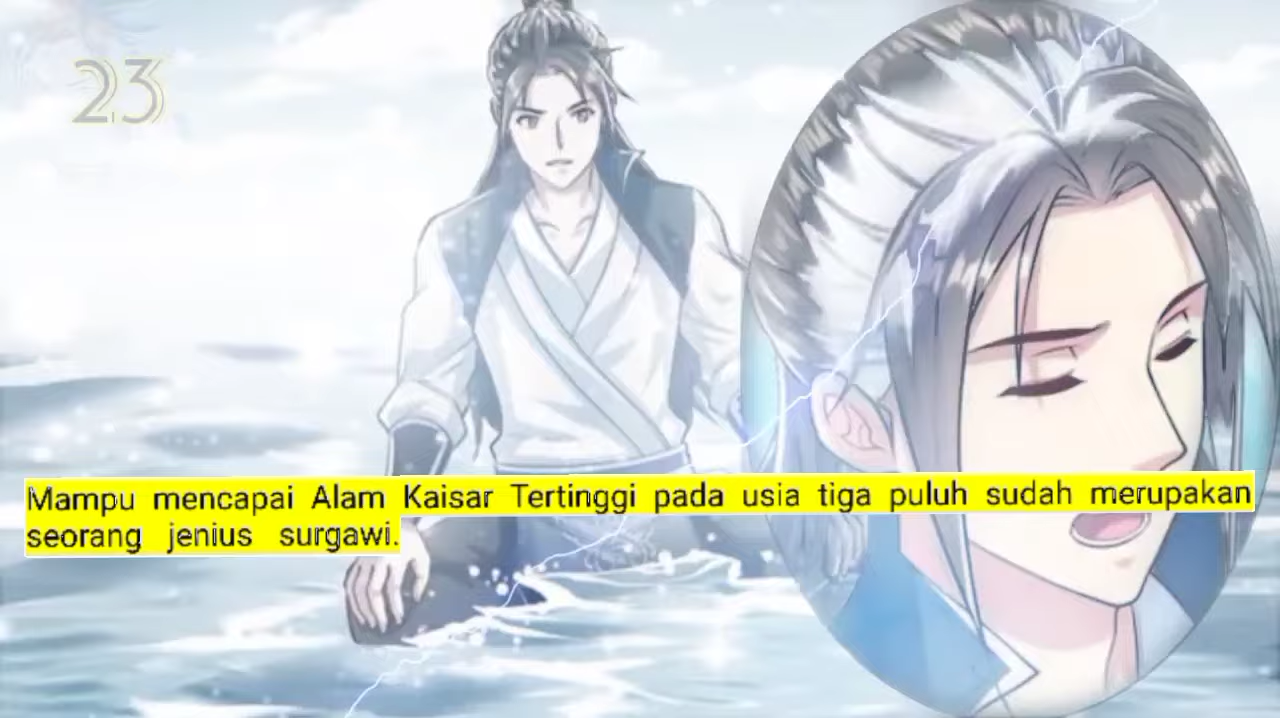 23
Mampu mencapai Alam Kaisar Tertinggi pada usia tiga puluh sudah merupakan
seorang jenius surgawi.